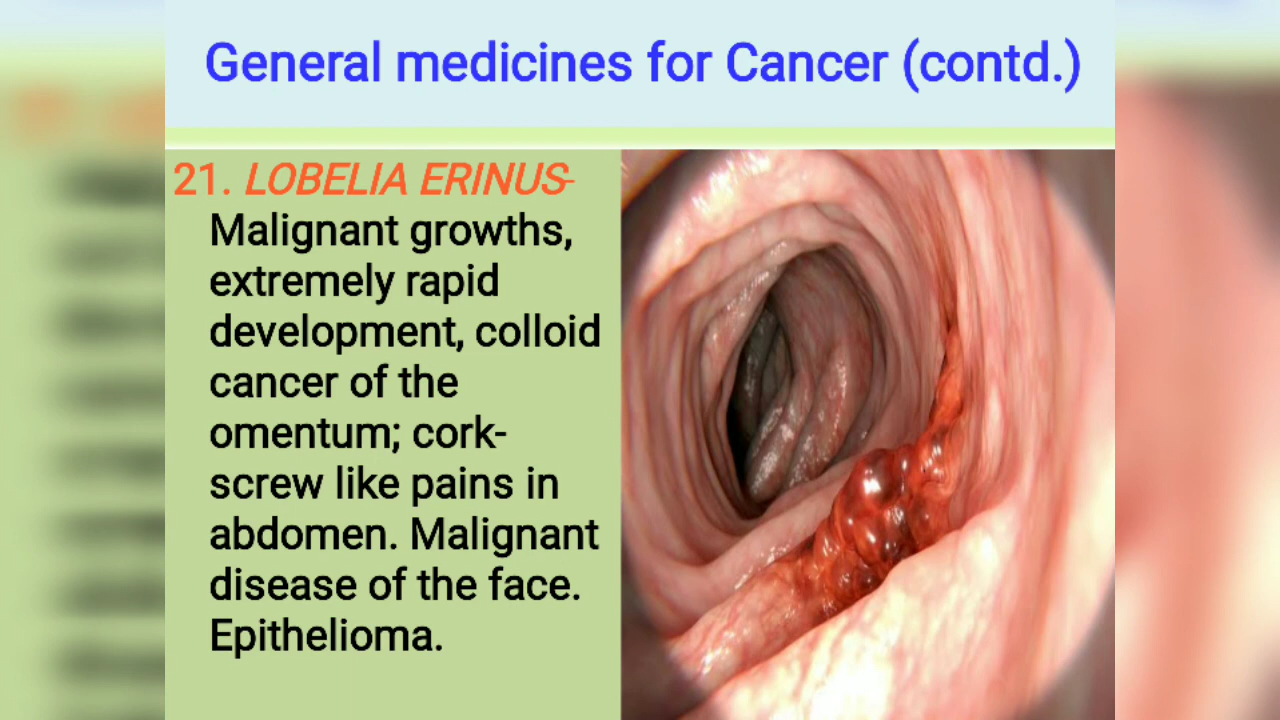 General medicines for Cancer (contd.)
21. LOBELIA ERINUS-
Malignant growths,
extremely rapid
development, colloid
cancer of the
omentum; cork-
screw like pains in
abdomen. Malignant
disease of the face.
Epithelioma.